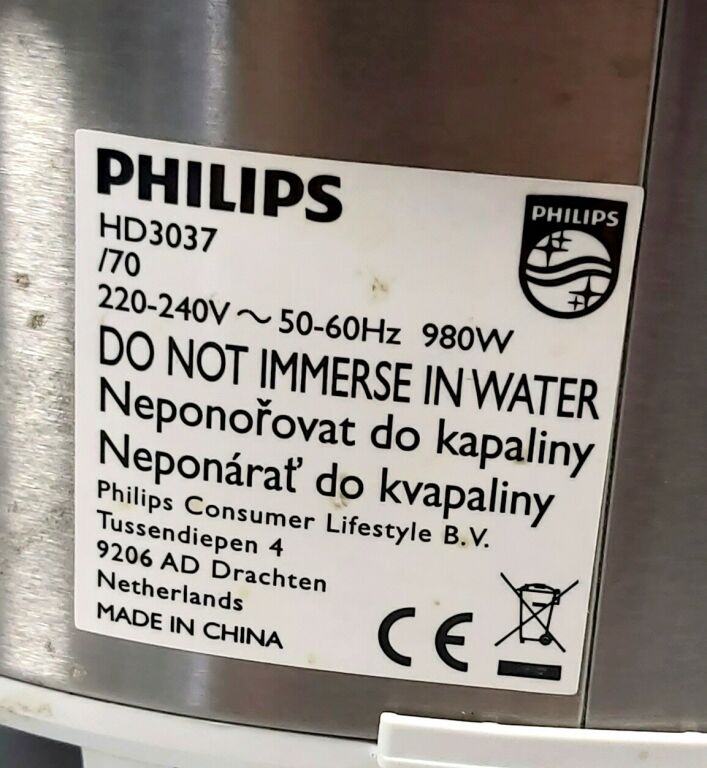 PHILIPS
PHILIPS
HD3037
/70
220-240V ~ 50-60Hz 980W
DO NOT IMMERSE IN WATER
Neponořovat do kapaliny
Neponárať do kvapaliny
Philips Consumer Lifestyle B.V.
Tussendiepen 4
9206 AD Drachten
Netherlands
MADE IN CHINA
CE